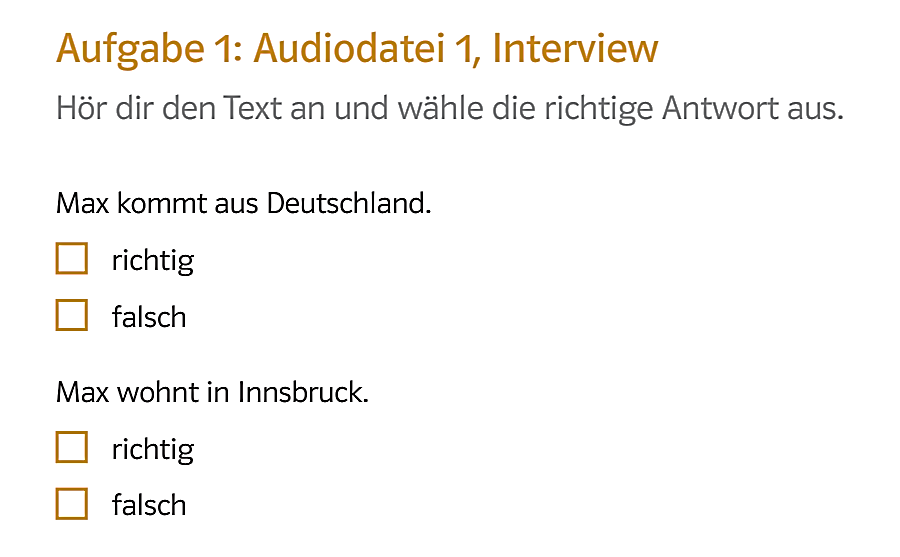 Aufgabe 1: Audiodatei 1, Interview
Hör dir den Text an und wähle die richtige Antwort aus.
Max kommt aus Deutschland.
richtig
falsch
Max wohnt in Innsbruck.
richtig
falsch